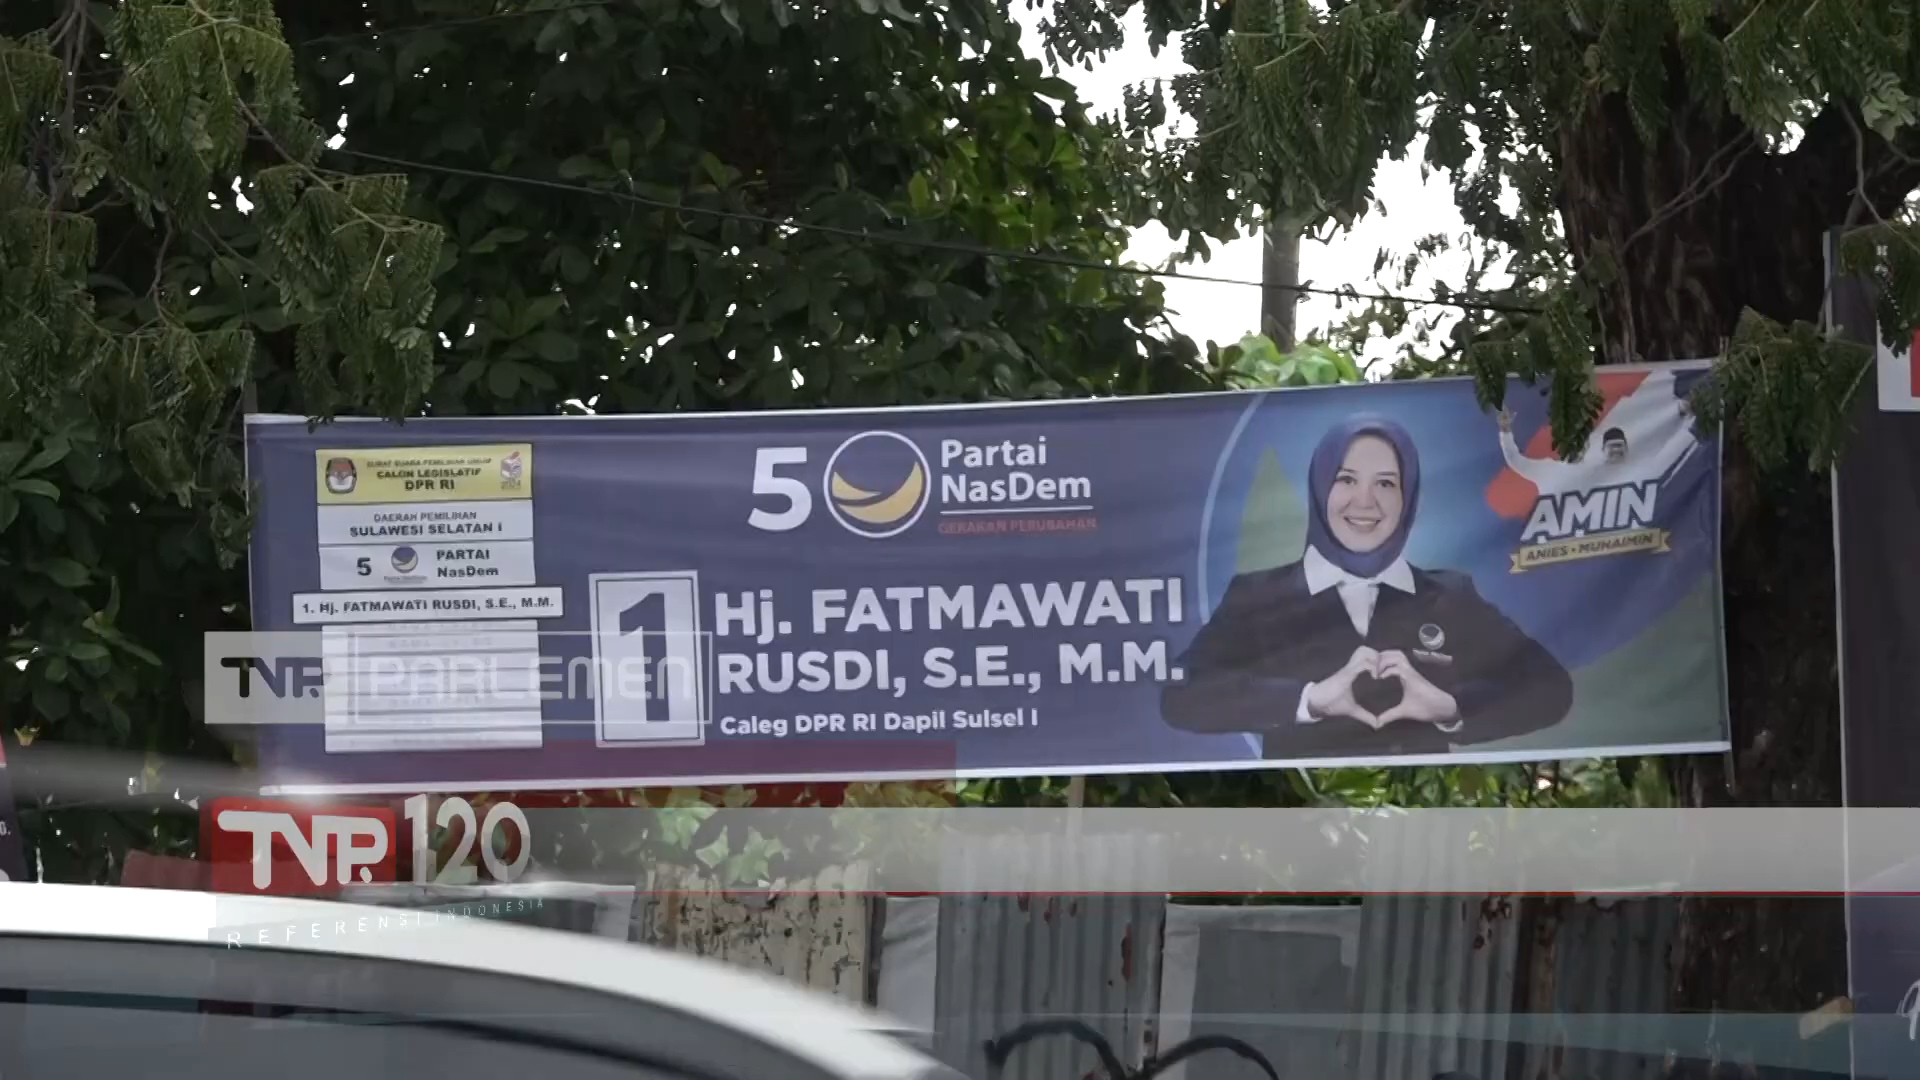 SURAT SUARA PEMILIHAN UMUM
CALON LEGISLATIF
DPR RI
2024
DAERAH PEMILIHAN
SULAWESI SELATAN I
5 PARTAI
NasDem
1. Hj. FATMAWATI RUSDI, S.E., M.M.
5 Partai
NasDem
GERAKAN PERUBAHAN
1 Hj. FATMAWATI
RUSDI, S.E., M.M.
Caleg DPR RI Dapil Sulsel I
AMIN
ANIES • MUHAIMIN
TVR PARLEMEN
TVR 120
REFERENSI INDONESIA